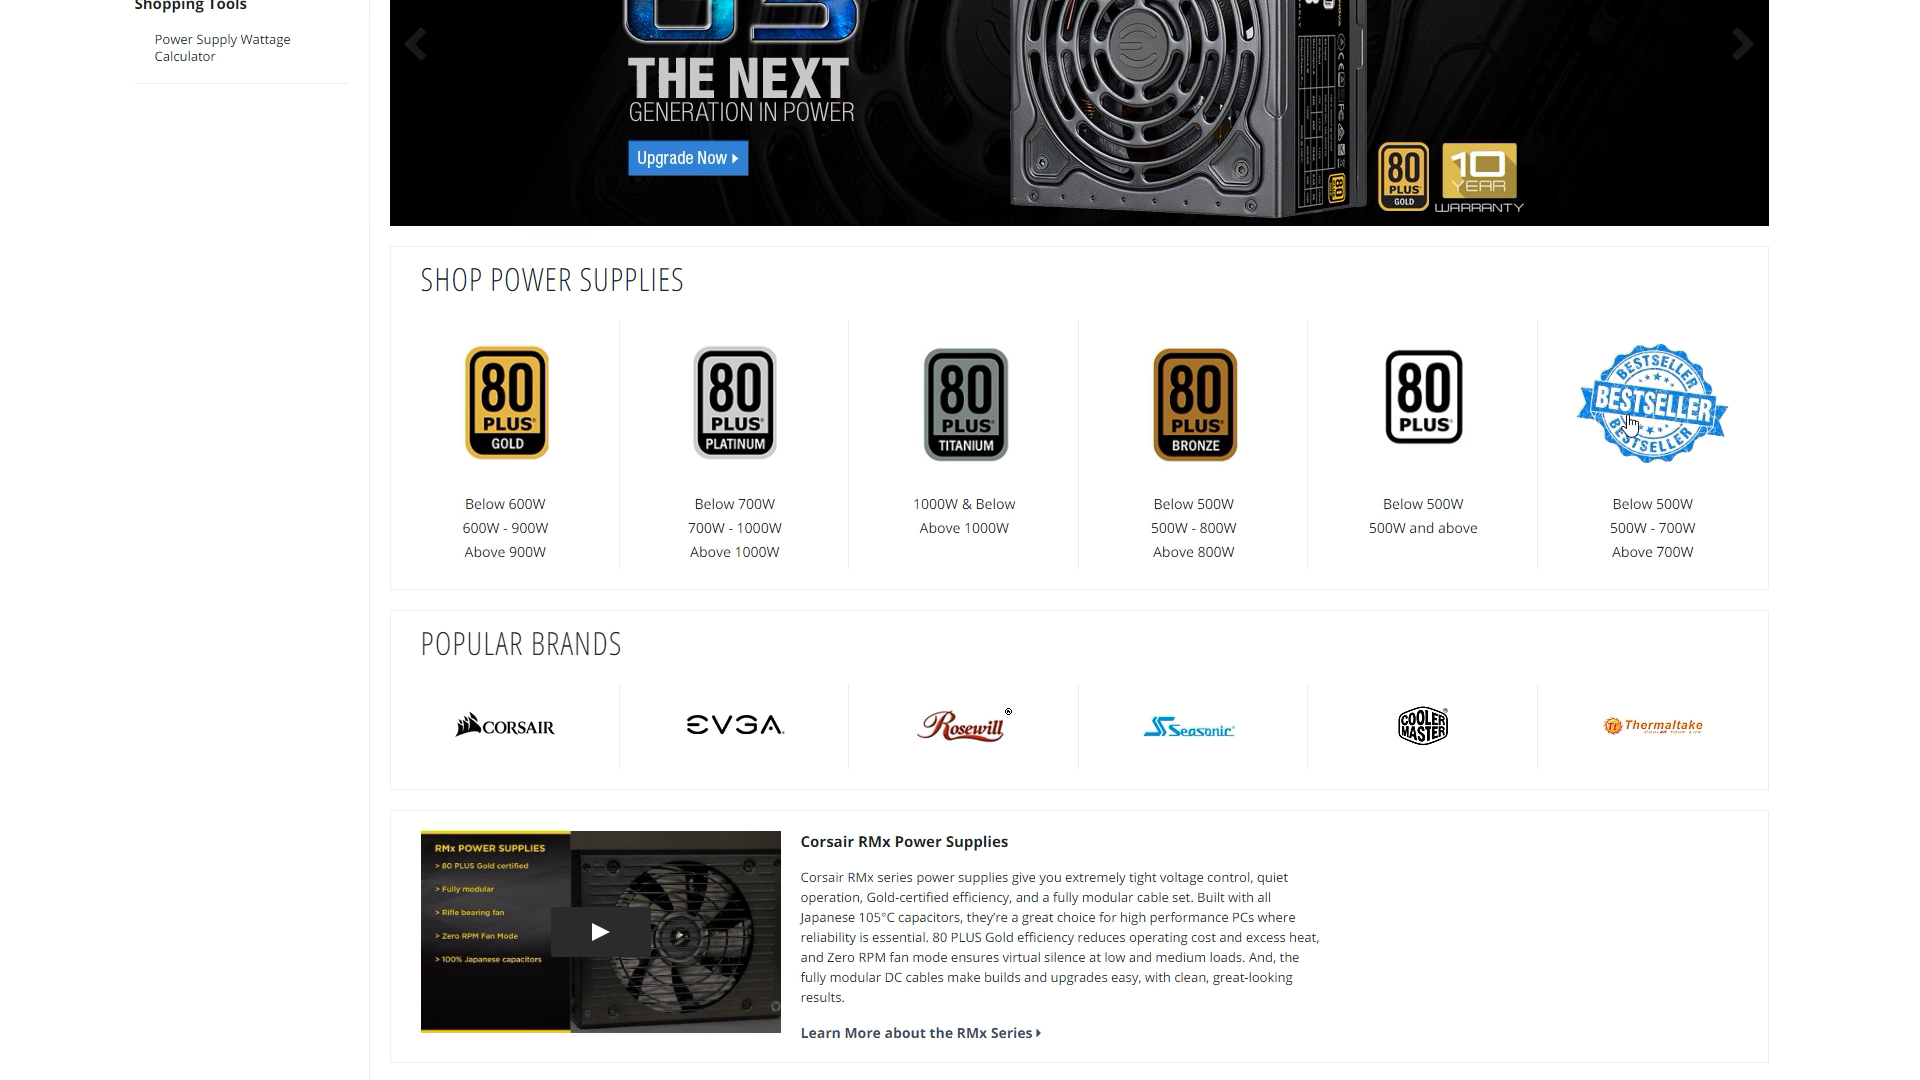 Shopping Tools
Power Supply Wattage
Calculator
THE NEXT
GENERATION IN POWER
Upgrade Now
80
PLUS
GOLD
10
YEAR
WARRANTY
SHOP POWER SUPPLIES
80
PLUS
GOLD
80
PLUS
PLATINUM
80
PLUS
TITANIUM
80
PLUS
BRONZE
80
PLUS
BESTSELLER
BESTSELLER
BESTSELLER
Below 600W
600W - 900W
Above 900W
Below 700W
700W - 1000W
Above 1000W
1000W & Below
Above 1000W
Below 500W
500W - 800W
Above 800W
Below 500W
500W and above
Below 500W
500W - 700W
Above 700W
POPULAR BRANDS
CORSAIR
EVGA
Rosewill®
Seasonic®
COOLER
MASTER
Thermaltake
COOL all YOUR LIFE
RMx POWER SUPPLIES
> 80 PLUS Gold certified
> Fully modular
> Rifle bearing fan
> Zero RPM Fan Mode
> 100% Japanese capacitors
Corsair RMx Power Supplies
Corsair RMx series power supplies give you extremely tight voltage control, quiet
operation, Gold-certified efficiency, and a fully modular cable set. Built with all
Japanese 105°C capacitors, they're a great choice for high performance PCs where
reliability is essential. 80 PLUS Gold efficiency reduces operating cost and excess heat,
and Zero RPM fan mode ensures virtual silence at low and medium loads. And, the
fully modular DC cables make builds and upgrades easy, with clean, great-looking
results.
Learn More about the RMx Series